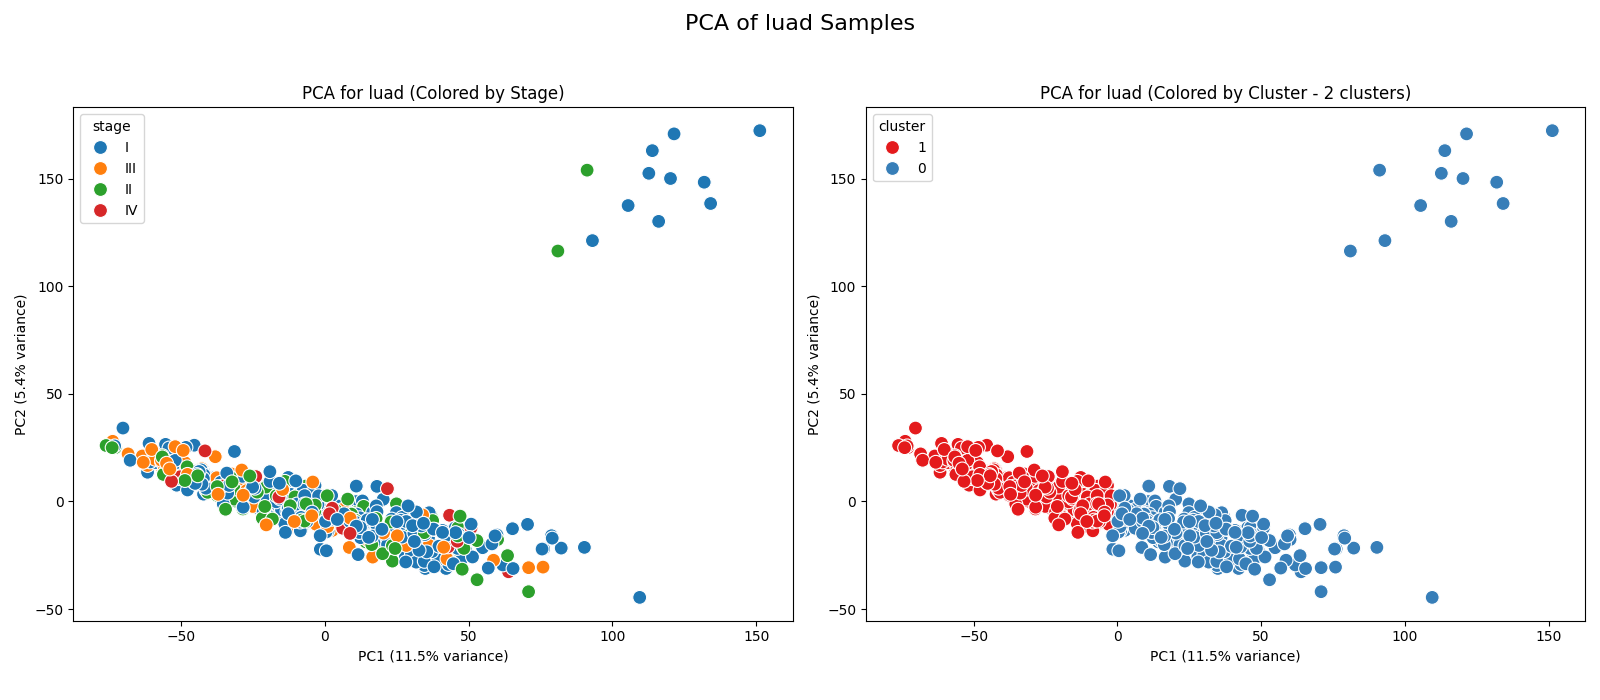 PCA of luad Samples
PCA for luad (Colored by Stage)
stage
I
III
II
IV
150
100
50
0
−50
PC2 (5.4% variance)
−50
0
50
100
150
PC1 (11.5% variance)
PCA for luad (Colored by Cluster - 2 clusters)
cluster
1
0
150
100
50
0
−50
PC2 (5.4% variance)
−50
0
50
100
150
PC1 (11.5% variance)